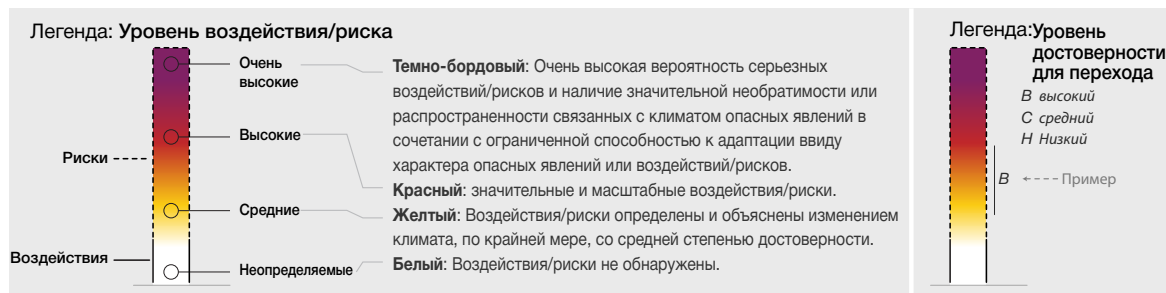 Легенда: Уровень воздействия/риска
Очень
высокие
Высокие
Риски
Средние
Воздействия
Неопределяемые
Темно-бордовый: Очень высокая вероятность серьезных
воздействий/рисков и наличие значительной необратимости или
распространенности связанных с климатом опасных явлений в
сочетании с ограниченной способностью к адаптации ввиду
характера опасных явлений или воздействий/рисков.
Красный: значительные и масштабные воздействия/риски.
Желтый: Воздействия/риски определены и объяснены изменением
климата, по крайней мере, со средней степенью достоверности.
Белый: Воздействия/риски не обнаружены.
Легенда:Уровень
достоверности
для перехода
В высокий
С средний
Н Низкий
В
Пример